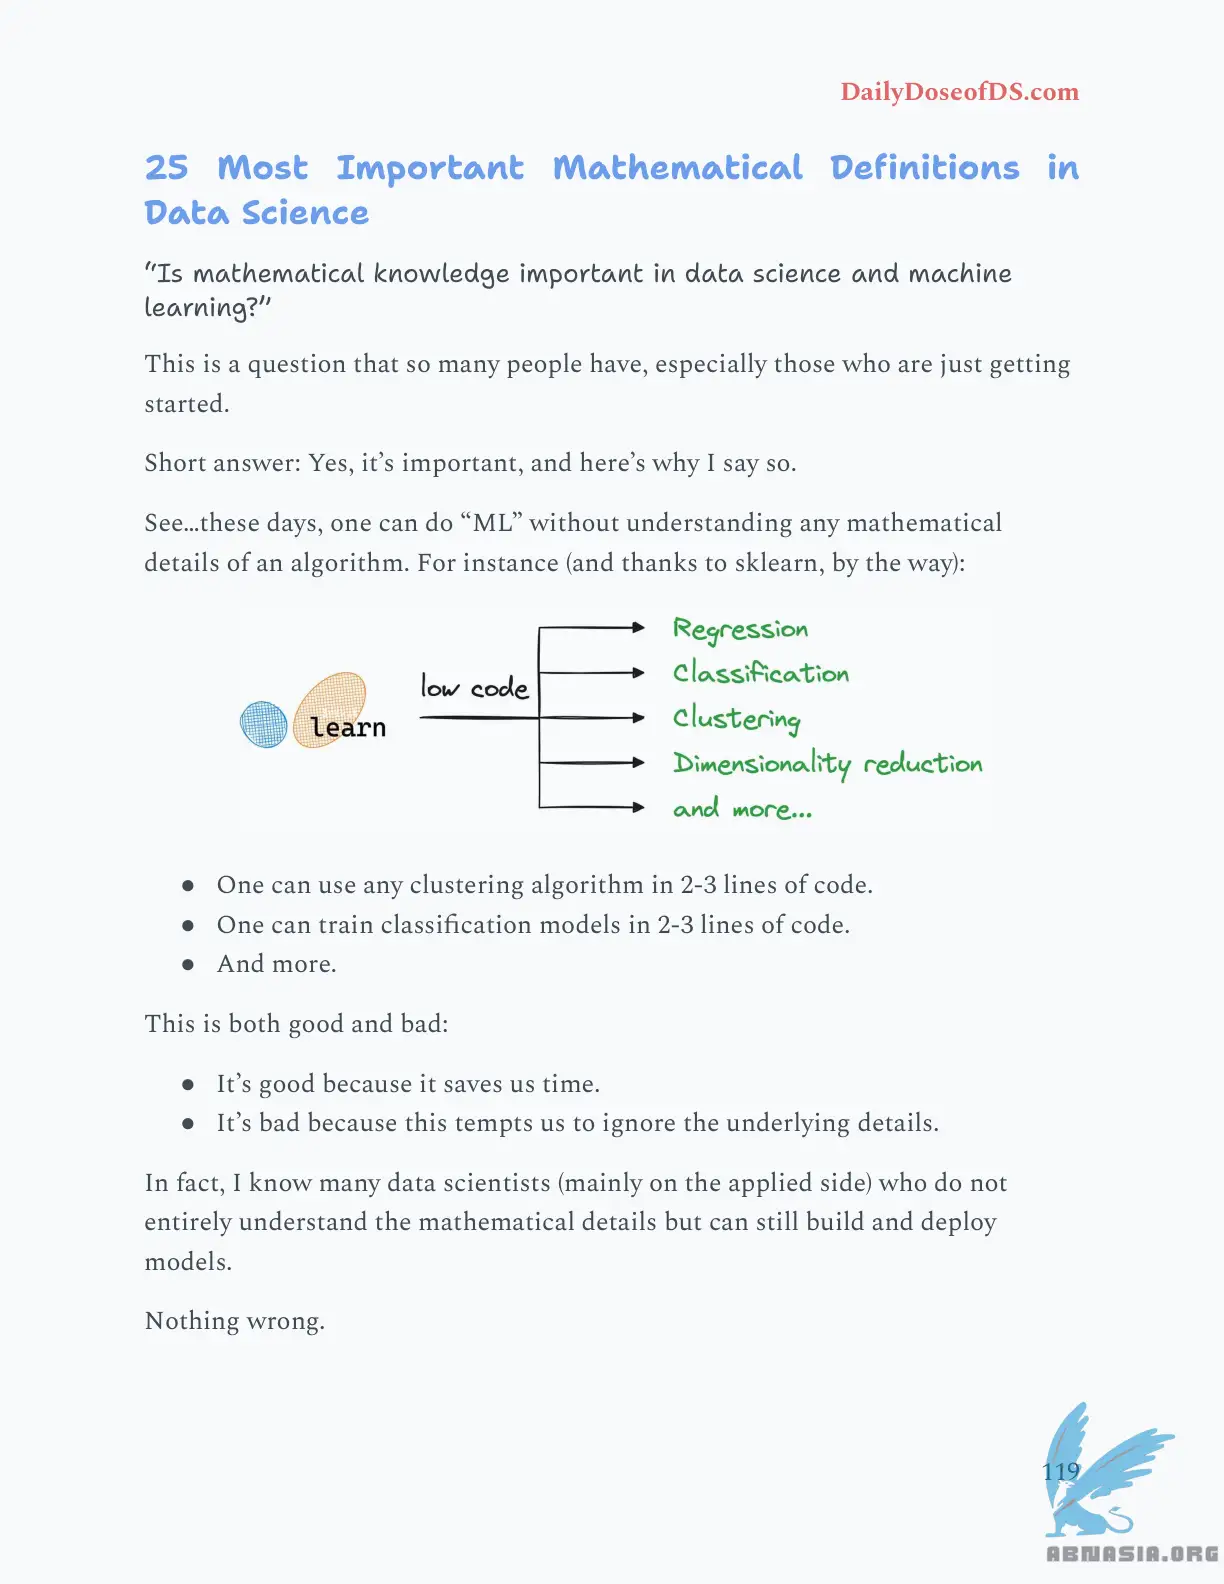 DailyDoseofDS.com
25 Most Important Mathematical Definitions in
Data Science
“Is mathematical knowledge important in data science and machine
learning?”
This is a question that so many people have, especially those who are just getting
started.
Short answer: Yes, it’s important, and here’s why I say so.
See…these days, one can do “ML” without understanding any mathematical
details of an algorithm. For instance (and thanks to sklearn, by the way):
learn
low code
Regression
Classification
Clustering
Dimensionality reduction
and more...
● One can use any clustering algorithm in 2-3 lines of code.
● One can train classification models in 2-3 lines of code.
● And more.
This is both good and bad:
● It’s good because it saves us time.
● It’s bad because this tempts us to ignore the underlying details.
In fact, I know many data scientists (mainly on the applied side) who do not
entirely understand the mathematical details but can still build and deploy
models.
Nothing wrong.
119
ABNASIA.ORG